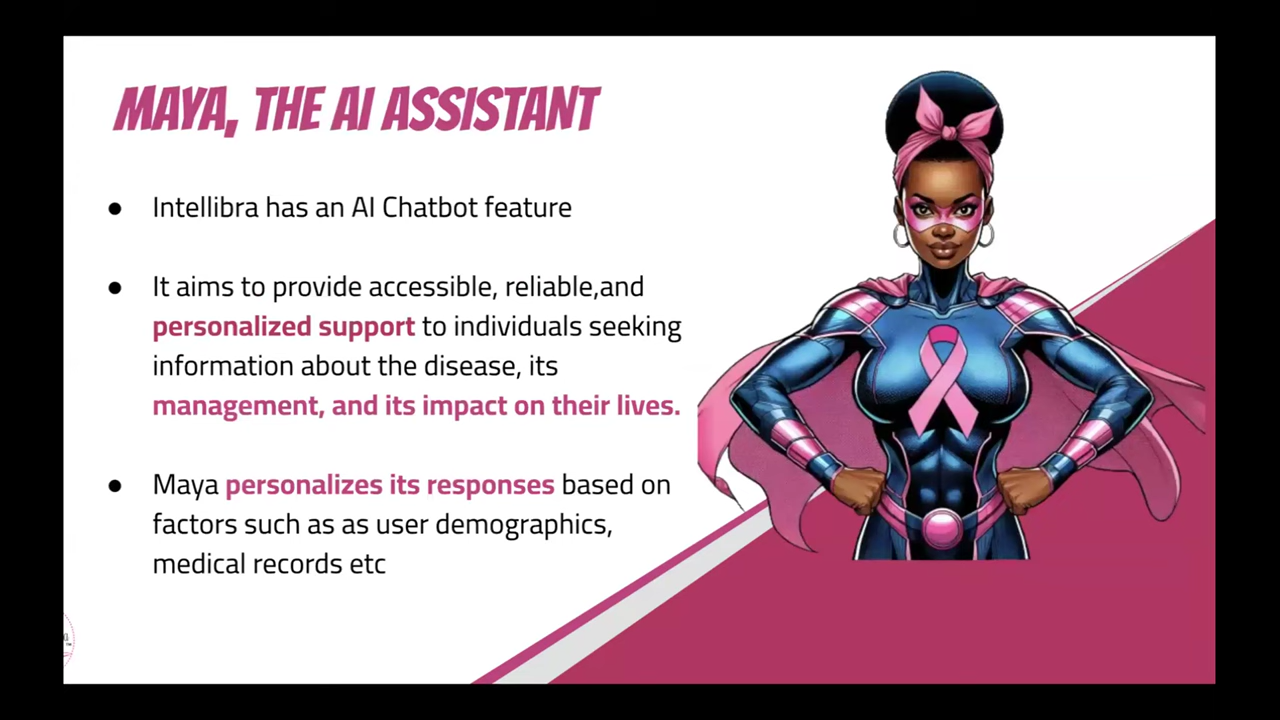 MAYA, THE AI ASSISTANT
● Intellibra has an AI Chatbot feature
● It aims to provide accessible, reliable,and
personalized support to individuals seeking
information about the disease, its
management, and its impact on their lives.
● Maya personalizes its responses based on
factors such as as user demographics,
medical records etc